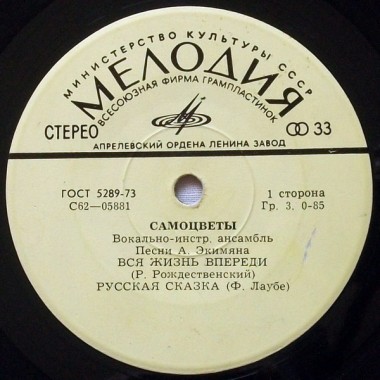 МИНИСТЕРСТВО КУЛЬТУРЫ СССР
МЕЛОДИЯ
ВСЕСОЮЗНАЯ ФИРМА ГРАМПЛАСТИНОК
СТЕРЕО 33
АПРЕЛЕВСКИЙ ОРДЕНА ЛЕНИНА ЗАВОД
ГОСТ 5289-73 1 сторона
С62—05881 Гр. 3. 0-85
САМОЦВЕТЫ
Вокально-инстр. ансамбль
Песни А. Экимяна
ВСЯ ЖИЗНЬ ВПЕРЕДИ
(Р. Рождественский)
РУССКАЯ СКАЗКА (Ф. Лаубе)